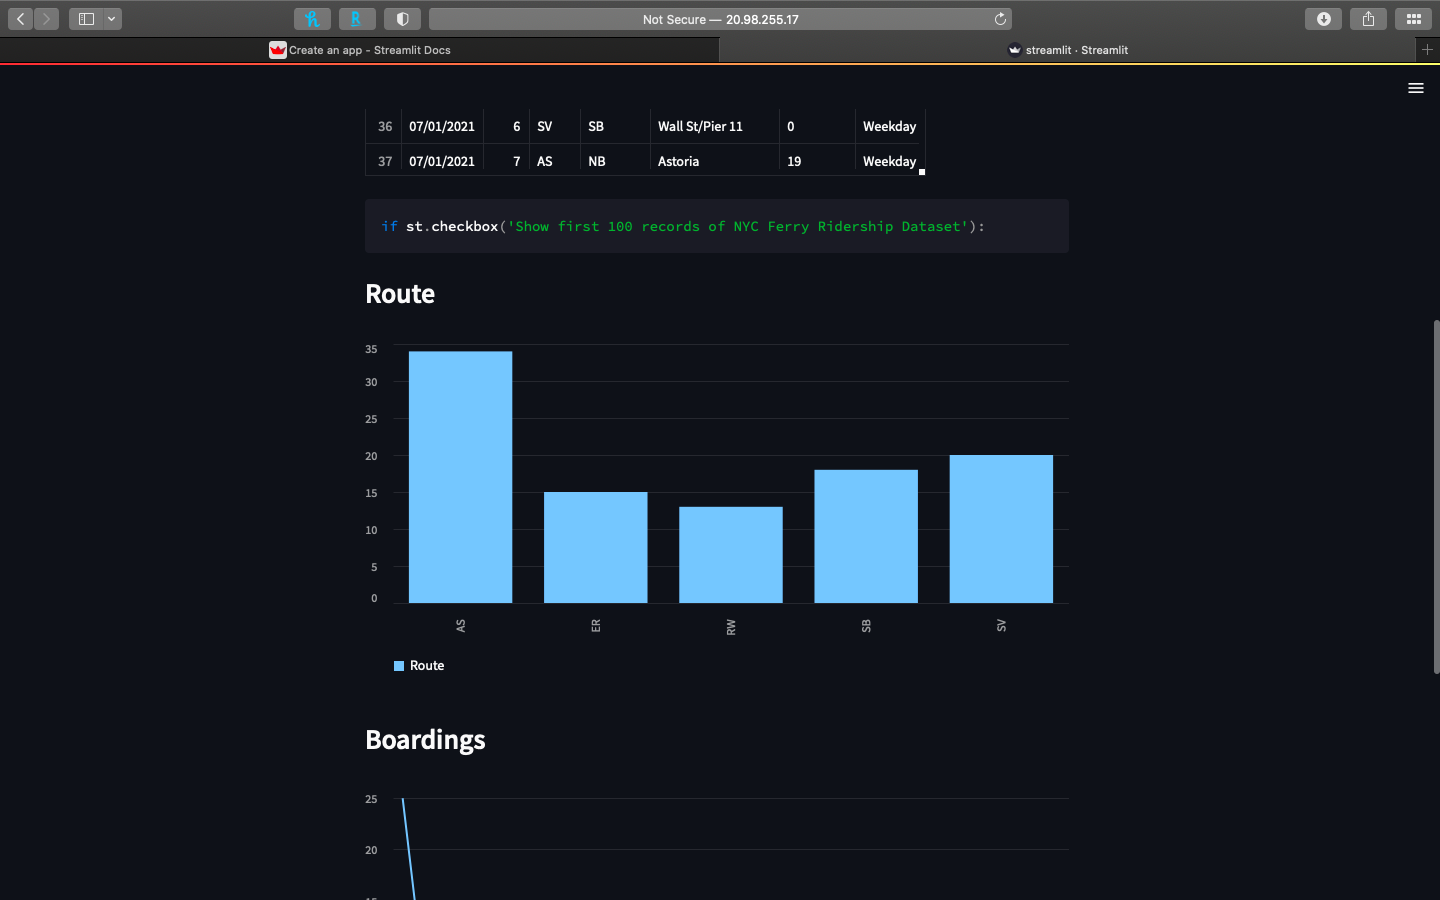 Not Secure — 20.98.255.17
Create an app - Streamlit Docs
streamlit · Streamlit
36 07/01/2021 6 SV SB Wall St/Pier 11 0 Weekday
37 07/01/2021 7 AS NB Astoria 19 Weekday
if st.checkbox('Show first 100 records of NYC Ferry Ridership Dataset'):
Route
35
30
25
20
15
10
5
0
AS ER RW SB SV
Route
Boardings
25
20